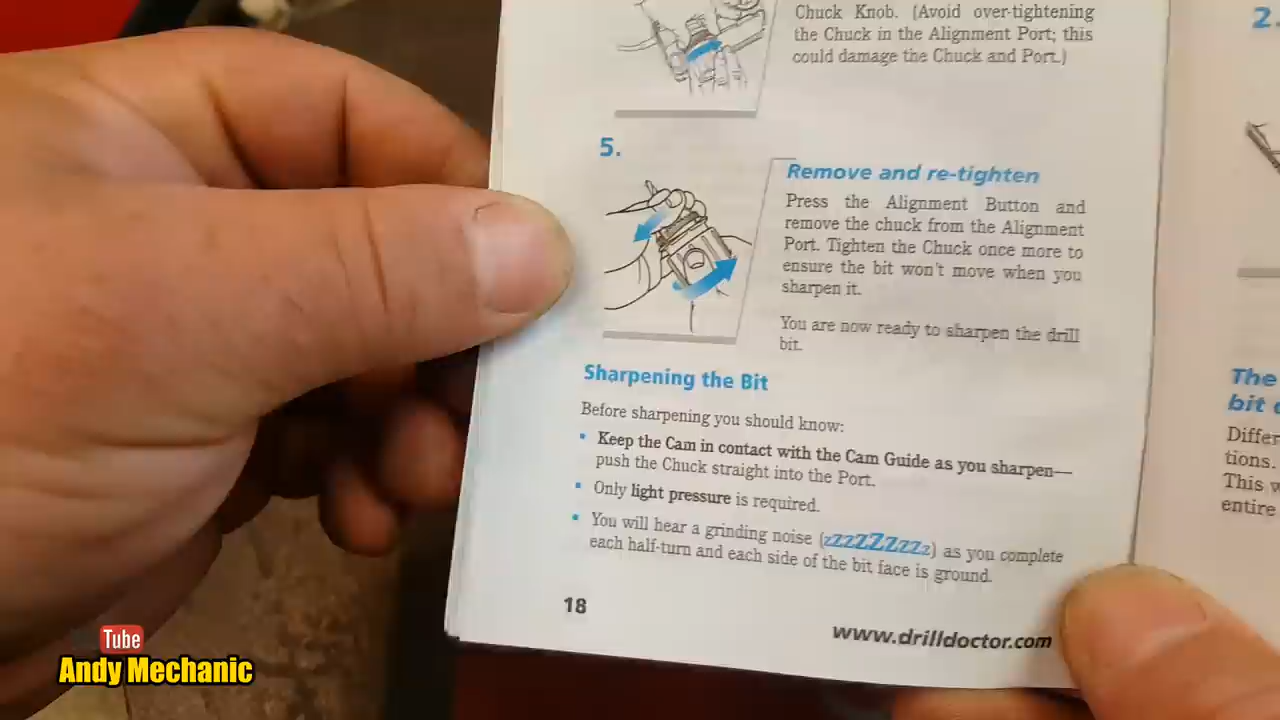 Chuck Knob. (Avoid over-tightening
the Chuck in the Alignment Port; this
could damage the Chuck and Port.)
5.
Remove and re-tighten
Press the Alignment Button and
remove the chuck from the Alignment
Port. Tighten the Chuck once more to
ensure the bit won't move when you
sharpen it.
You are now ready to sharpen the drill
bit.
Sharpening the Bit
Before sharpening you should know:
• Keep the Cam in contact with the Cam Guide as you sharpen—
push the Chuck straight into the Port.
• Only light pressure is required.
• You will hear a grinding noise (zzzZZZzzz) as you complete
each half-turn and each side of the bit face is ground.
18
www.drilldoctor.com
2.
The
bit
Differ
tions.
This
entire
Tube
Andy Mechanic